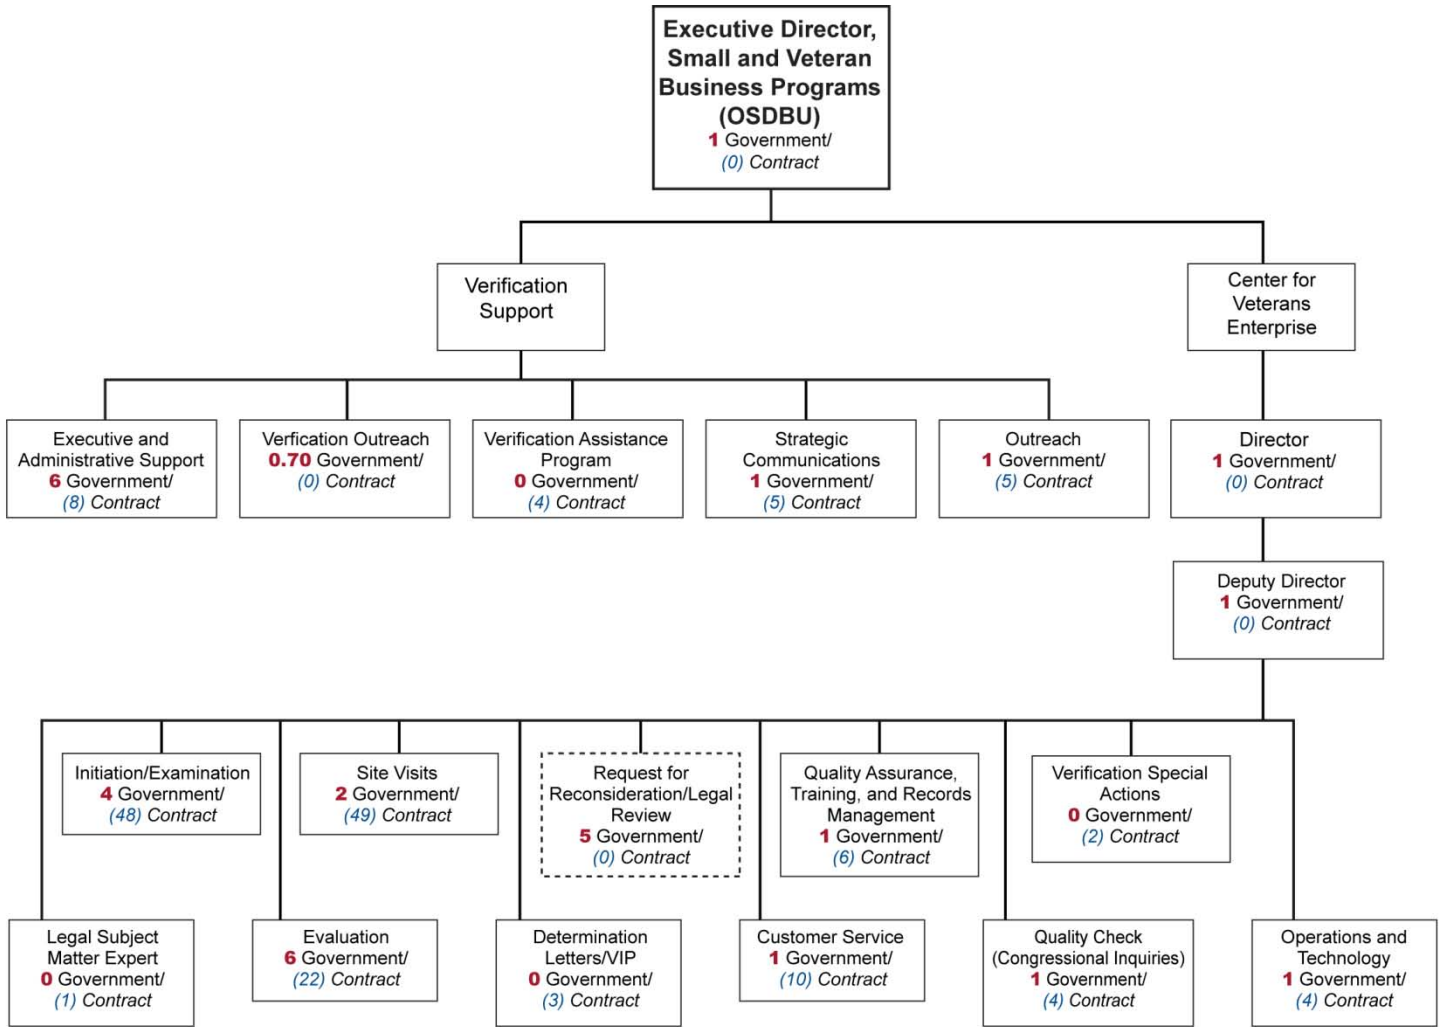 Executive Director,
Small and Veteran
Business Programs
(OSDBU)
1 Government/
(0) Contract
Verification
Support
Center for
Veterans
Enterprise
Executive and
Administrative Support
6 Government/
(8) Contract
Verfication Outreach
0.70 Government/
(0) Contract
Verification Assistance
Program
0 Government/
(4) Contract
Strategic
Communications
1 Government/
(5) Contract
Outreach
1 Government/
(5) Contract
Director
1 Government/
(0) Contract
Deputy Director
1 Government/
(0) Contract
Initiation/Examination
4 Government/
(48) Contract
Site Visits
2 Government/
(49) Contract
Request for
Reconsideration/Legal
Review
5 Government/
(0) Contract
Quality Assurance,
Training, and Records
Management
1 Government/
(6) Contract
Verification Special
Actions
0 Government/
(2) Contract
Legal Subject
Matter Expert
0 Government/
(1) Contract
Evaluation
6 Government/
(22) Contract
Determination
Letters/VIP
0 Government/
(3) Contract
Customer Service
1 Government/
(10) Contract
Quality Check
(Congressional Inquiries)
1 Government/
(4) Contract
Operations and
Technology
1 Government/
(4) Contract